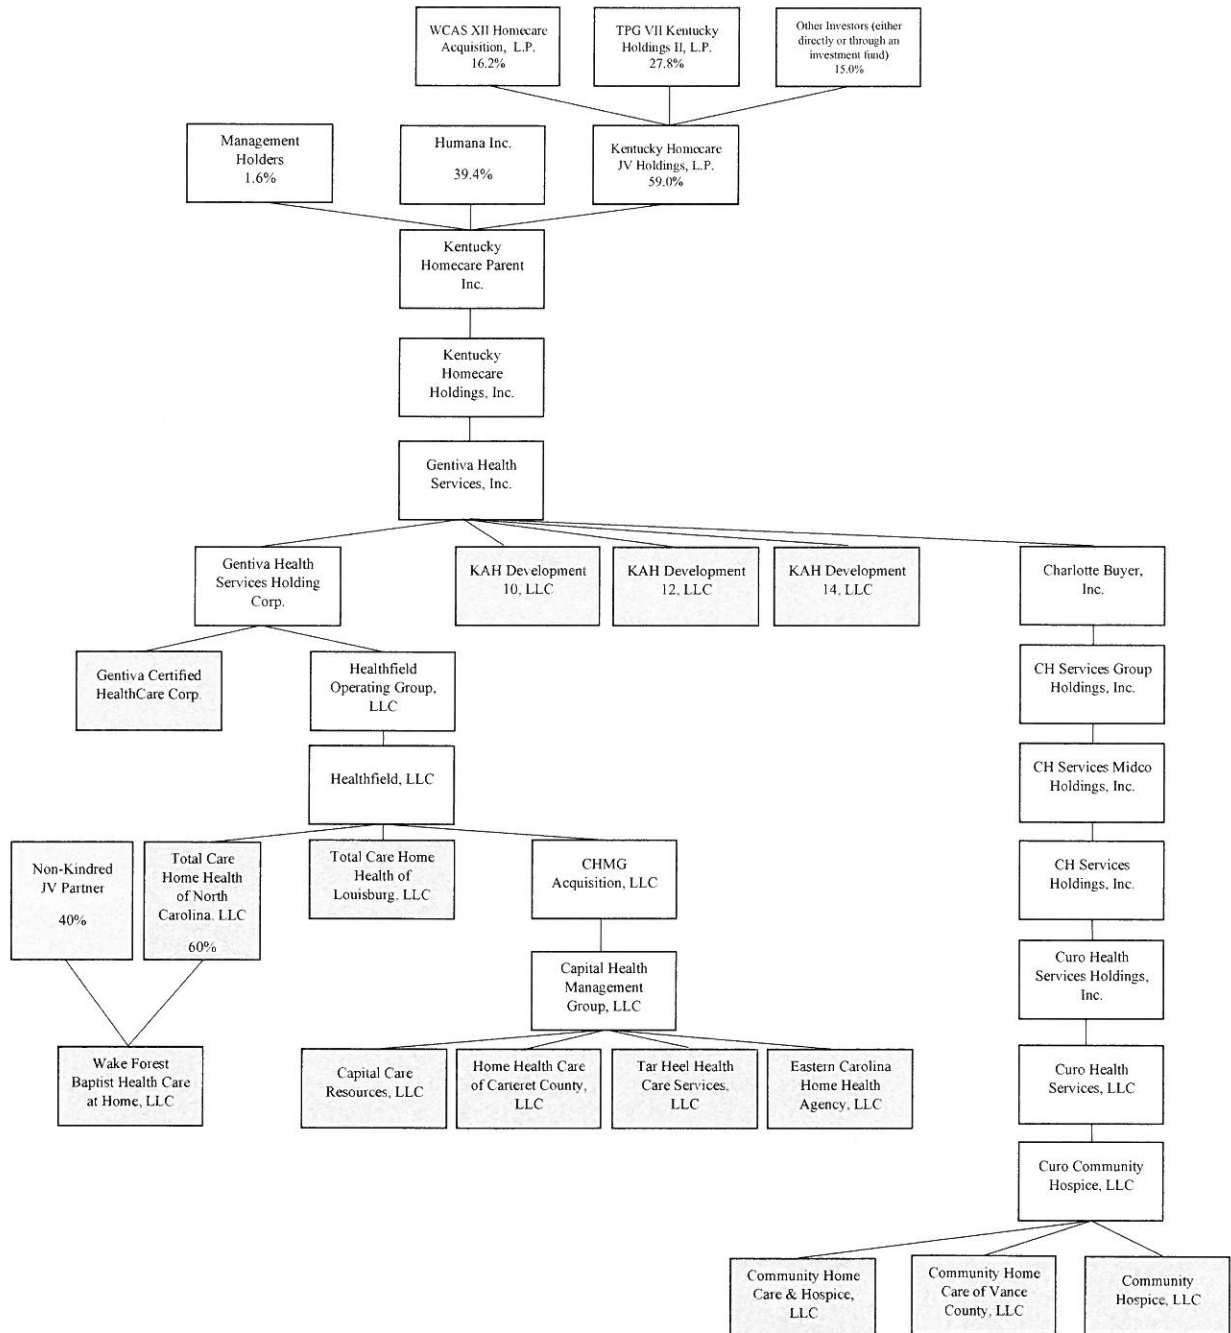 WCAS XII Homecare
Acquisition, L.P.
16.2%
TPG VII Kentucky
Holdings II, L.P.
27.8%
Other Investors (either
directly or through an
investment fund)
15.0%
Management
Holders
1.6%
Humana Inc.
39.4%
Kentucky Homecare
JV Holdings, L.P.
59.0%
Kentucky
Homecare Parent
Inc.
Kentucky
Homecare
Holdings, Inc.
Gentiva Health
Services, Inc.
Gentiva Health
Services Holding
Corp.
KAH Development
10, LLC
KAH Development
12, LLC
KAH Development
14, LLC
Charlotte Buyer,
Inc.
Gentiva Certified
HealthCare Corp.
Healthfield
Operating Group,
LLC
CH Services Group
Holdings, Inc.
Healthfield, LLC
CH Services Midco
Holdings, Inc.
Non-Kindred
JV Partner
40%
Total Care
Home Health
of North
Carolina, LLC
60%
Total Care Home
Health of
Louisburg, LLC
CHMG
Acquisition, LLC
CH Services
Holdings, Inc.
Capital Health
Management
Group, LLC
Curo Health
Services Holdings,
Inc.
Wake Forest
Baptist Health Care
at Home, LLC
Capital Care
Resources, LLC
Home Health Care
of Carteret County,
LLC
Tar Heel Health
Care Services,
LLC
Eastern Carolina
Home Health
Agency, LLC
Curo Health
Services, LLC
Curo Community
Hospice, LLC
Community Home
Care & Hospice,
LLC
Community Home
Care of Vance
County, LLC
Community
Hospice, LLC